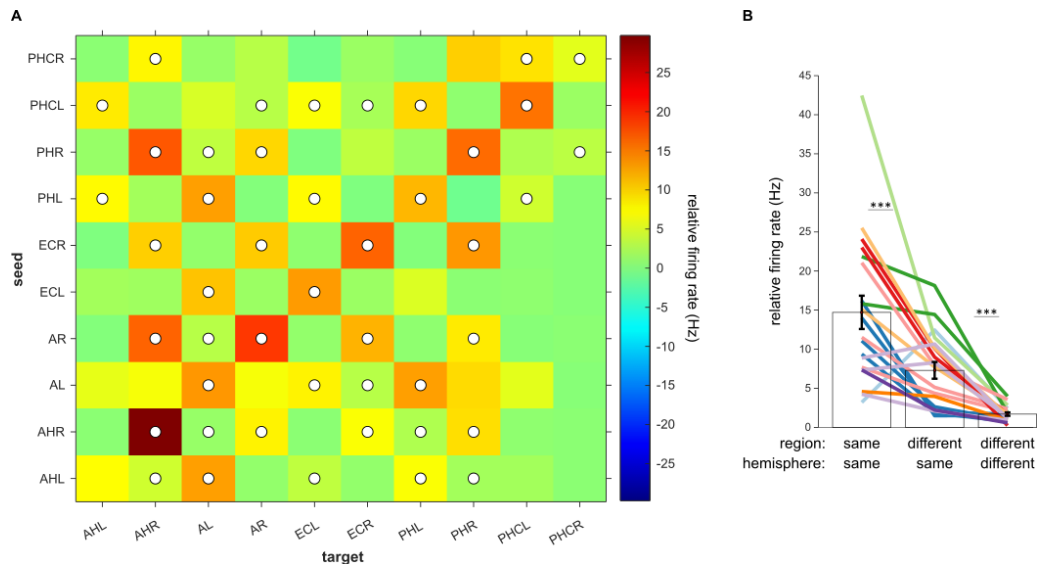 A
B
PHCR
PHCL
PHR
PHL
ECR
ECL
AR
AL
AHR
AHL
seed
AHL
AHR
AL
AR
ECL
ECR
PHL
PHR
PHCL
PHCR
target
25
20
15
10
5
0
-5
-10
-15
-20
-25
relative firing rate (Hz)
relative firing rate (Hz)
45
40
35
30
25
20
15
10
5
0
***
***
region: same different different
hemisphere: same same different